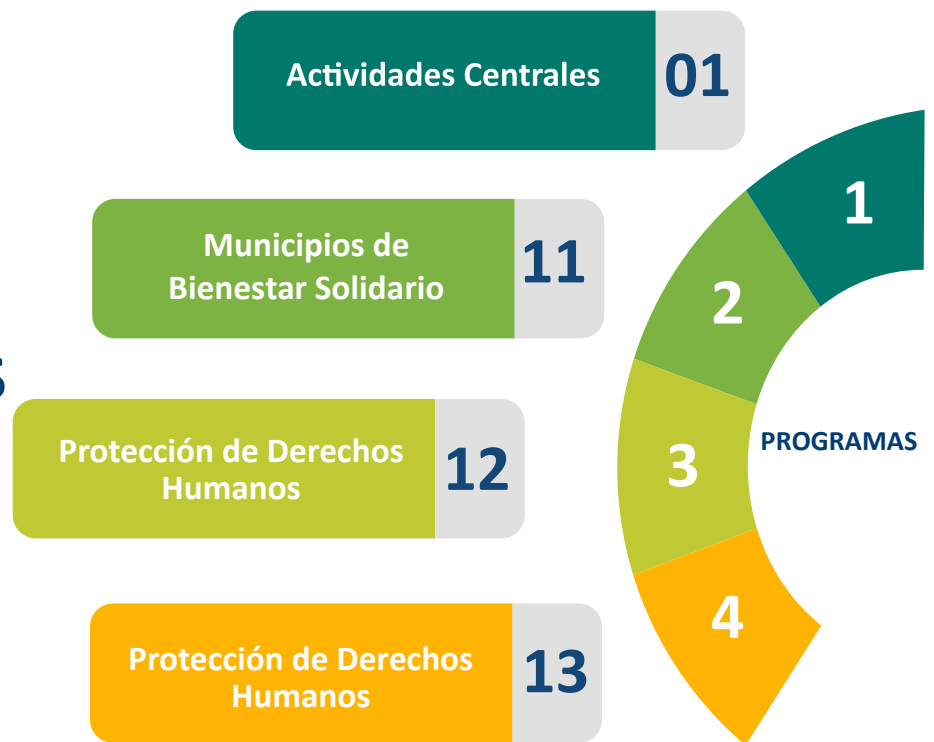 Actividades Centrales
01
1
Municipios de
Bienestar Solidario
11
2
S
Protección de Derechos
Humanos
12
3
PROGRAMAS
Protección de Derechos
Humanos
13
4